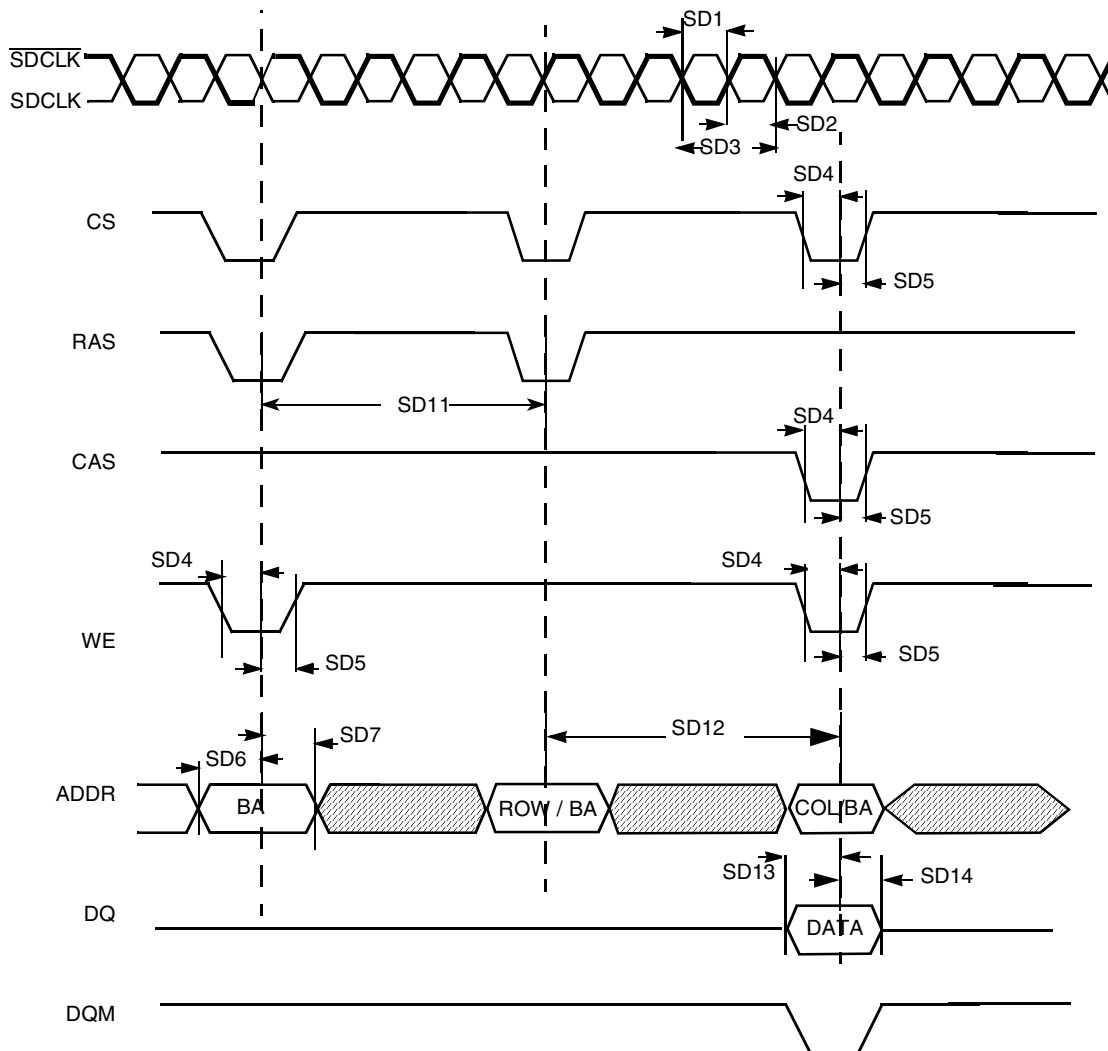 SD1
SDCLK
SDCLK
SD2
SD3
SD4
CS
SD5
RAS
SD11
SD4
CAS
SD5
SD4
SD4
WE
SD5
SD5
SD12
SD7
SD6
ADDR
BA
ROW / BA
COL/BA
SD13
SD14
DQ
DATA
DQM